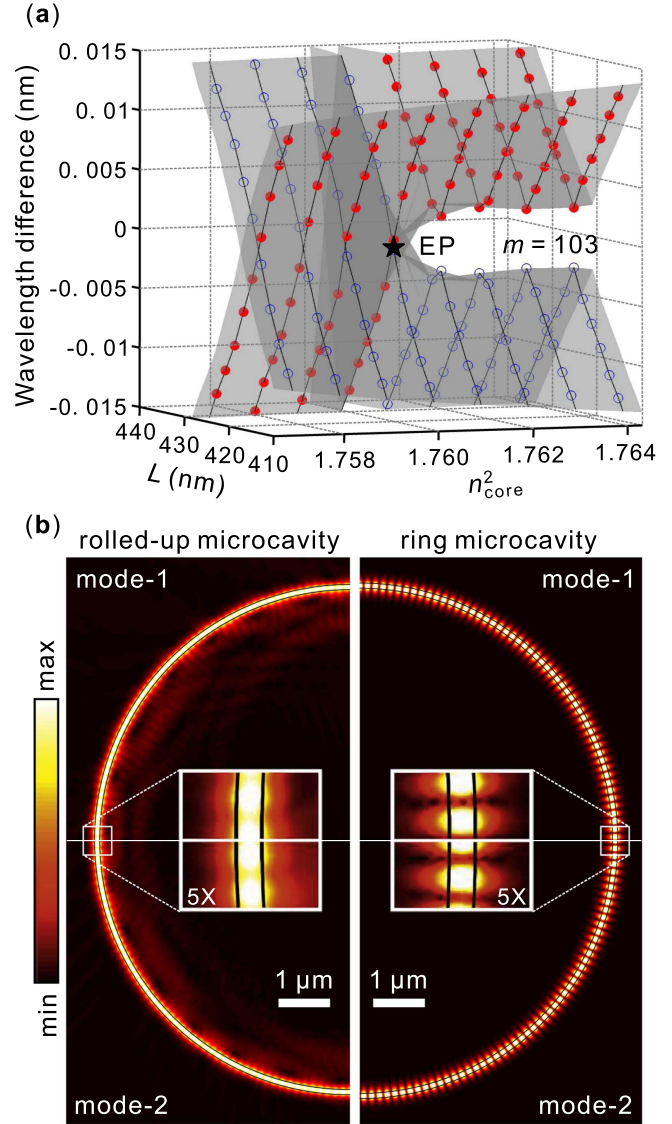 (a)
0.015
0.01
0.005
0
-0.005
-0.01
-0.015
Wavelength difference (nm)
EP
m = 103
440
430
420
410
L (nm)
1.758
1.760
1.762
1.764
n²core
(b)
rolled-up microcavity
ring microcavity
mode-1
mode-1
max
min
5X
5X
1 μm
1 μm
mode-2
mode-2